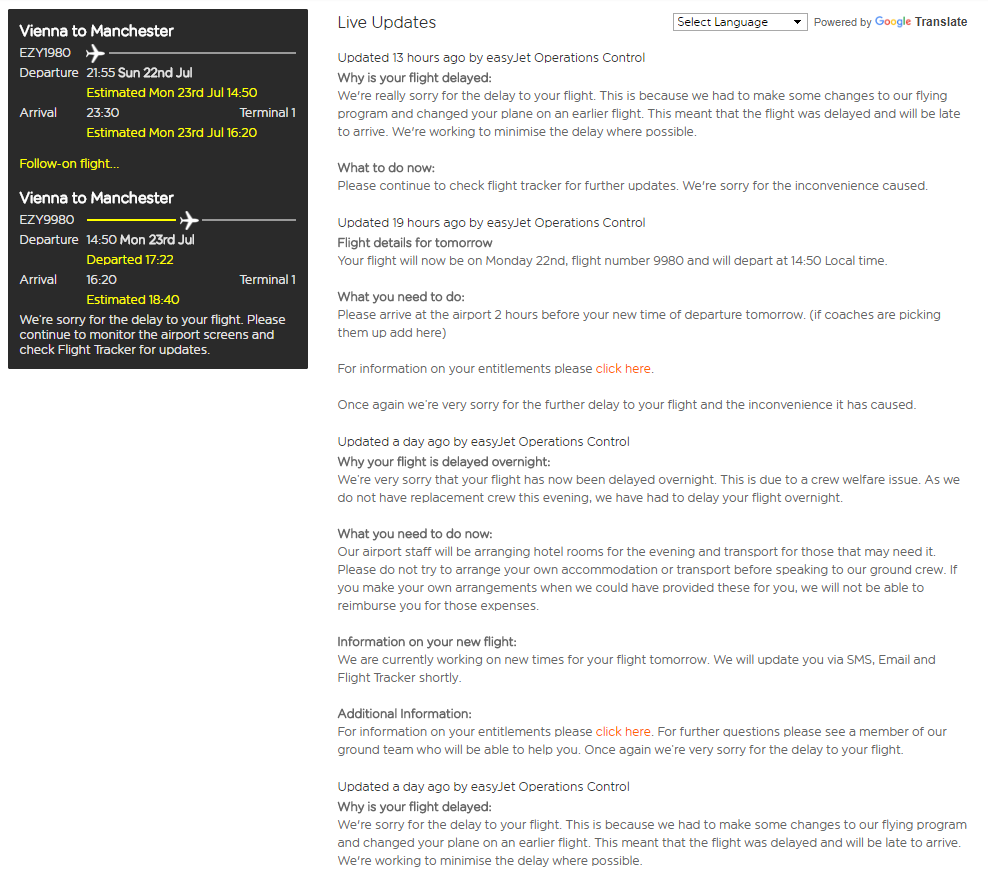 Vienna to Manchester
EZY1980
Departure 21:55 Sun 22nd Jul
Estimated Mon 23rd Jul 14:50
Arrival 23:30 Terminal 1
Estimated Mon 23rd Jul 16:20
Follow-on flight...
Vienna to Manchester
EZY9980
Departure 14:50 Mon 23rd Jul
Departed 17:22
Arrival 16:20 Terminal 1
Estimated 18:40
We're sorry for the delay to your flight. Please
continue to monitor the airport screens and
check Flight Tracker for updates.
Live Updates
Select Language
Powered by Google Translate
Updated 13 hours ago by easyJet Operations Control
Why is your flight delayed:
We're really sorry for the delay to your flight. This is because we had to make some changes to our flying
program and changed your plane on an earlier flight. This meant that the flight was delayed and will be late
to arrive. We're working to minimise the delay where possible.
What to do now:
Please continue to check flight tracker for further updates. We're sorry for the inconvenience caused.
Updated 19 hours ago by easyJet Operations Control
Flight details for tomorrow
Your flight will now be on Monday 22nd, flight number 9980 and will depart at 14:50 Local time.
What you need to do:
Please arrive at the airport 2 hours before your new time of departure tomorrow. (if coaches are picking
them up add here)
For information on your entitlements please click here.
Once again we're very sorry for the further delay to your flight and the inconvenience it has caused.
Updated a day ago by easyJet Operations Control
Why your flight is delayed overnight:
We're very sorry that your flight has now been delayed overnight. This is due to a crew welfare issue. As we
do not have replacement crew this evening, we have had to delay your flight overnight.
What you need to do now:
Our airport staff will be arranging hotel rooms for the evening and transport for those that may need it.
Please do not try to arrange your own accommodation or transport before speaking to our ground crew. If
you make your own arrangements when we could have provided these for you, we will not be able to
reimburse you for those expenses.
Information on your new flight:
We are currently working on new times for your flight tomorrow. We will update you via SMS, Email and
Flight Tracker shortly.
Additional Information:
For information on your entitlements please click here. For further questions please see a member of our
ground team who will be able to help you. Once again we're very sorry for the delay to your flight.
Updated a day ago by easyJet Operations Control
Why is your flight delayed:
We're sorry for the delay to your flight. This is because we had to make some changes to our flying program
and changed your plane on an earlier flight. This meant that the flight was delayed and will be late to arrive.
We're working to minimise the delay where possible.